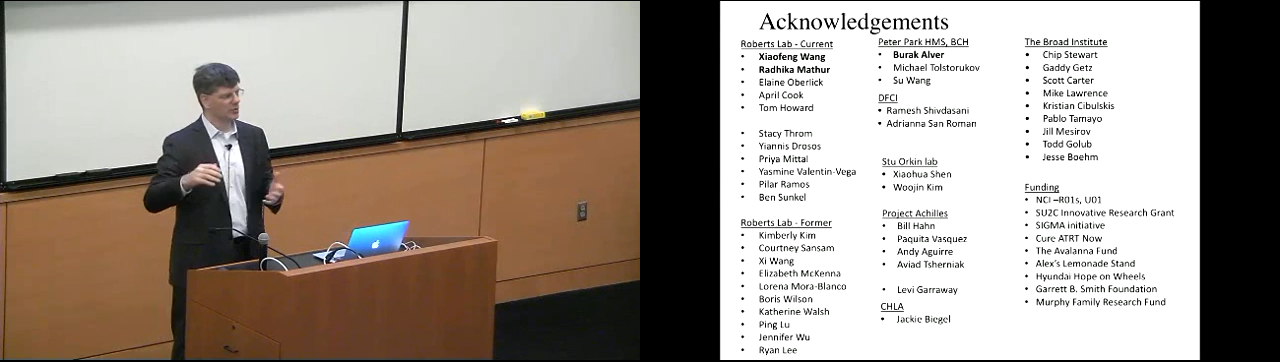 Acknowledgements
Roberts Lab - Current
• Xiaofeng Wang
• Radhika Mathur
• Elaine Oberlick
• April Cook
• Tom Howard
• Stacy Throm
• Yiannis Drosos
• Priya Mittal
• Yasmine Valentin-Vega
• Pilar Ramos
• Ben Sunkel
Roberts Lab - Former
• Kimberly Kim
• Courtney Sansam
• Xi Wang
• Elizabeth McKenna
• Lorena Mora-Blanco
• Boris Wilson
• Katherine Walsh
• Ping Lu
• Jennifer Wu
• Ryan Lee
Peter Park HMS, BCH
• Burak Alver
• Michael Tolstorukov
• Su Wang
DFCI
• Ramesh Shivdasani
• Adrianna San Roman
Stu Orkin lab
• Xiaohua Shen
• Woojin Kim
Project Achilles
• Bill Hahn
• Paquita Vasquez
• Andy Aguirre
• Aviad Tsherniak
• Levi Garraway
CHLA
• Jackie Biegel
The Broad Institute
• Chip Stewart
• Gaddy Getz
• Scott Carter
• Mike Lawrence
• Kristian Cibulskis
• Pablo Tamayo
• Jill Mesirov
• Todd Golub
• Jesse Boehm
Funding
• NCI –R01s, U01
• SU2C Innovative Research Grant
• SIGMA initiative
• Cure ATRT Now
• The Avalanna Fund
• Alex's Lemonade Stand
• Hyundai Hope on Wheels
• Garrett B. Smith Foundation
• Murphy Family Research Fund